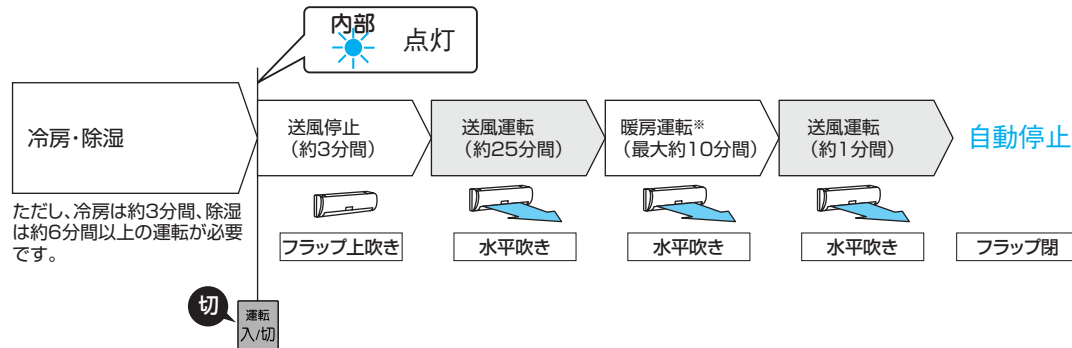 内部
点灯
冷房・除湿
送風停止
（約3分間）
送風運転
（約25分間）
暖房運転※
（最大約10分間）
送風運転
（約1分間）
自動停止
ただし、冷房は約3分間、除湿
は約6分間以上の運転が必要
です。
フラップ上吹き
水平吹き
水平吹き
水平吹き
フラップ閉
切
運転
入/切